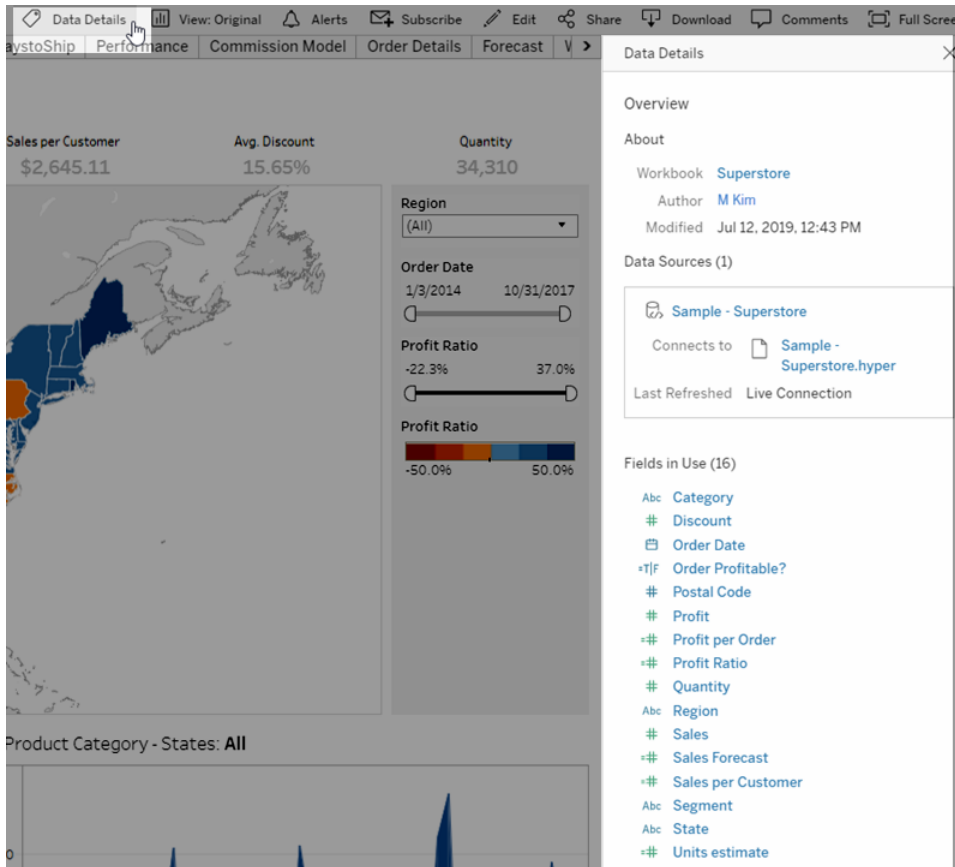 Data Details View: Original Alerts Subscribe Edit Share Download Comments Full Scree
aystoShip Performance Commission Model Order Details Forecast
Sales per Customer Avg. Discount Quantity
$2,645.11 15.65% 34,310
Region
(All)
Order Date
1/3/2014 10/31/2017
Profit Ratio
-22.3% 37.0%
Profit Ratio
-50.0% 50.0%
Product Category - States: All
0
Data Details
Overview
About
Workbook Superstore
Author M Kim
Modified Jul 12, 2019, 12:43 PM
Data Sources (1)
Sample - Superstore
Connects to Sample -
Superstore.hyper
Last Refreshed Live Connection
Fields in Use (16)
Abc Category
# Discount
Order Date
=T|F Order Profitable?
# Postal Code
# Profit
=# Profit per Order
=# Profit Ratio
# Quantity
Abc Region
# Sales
=# Sales Forecast
=# Sales per Customer
Abc Segment
Abc State
=# Units estimate